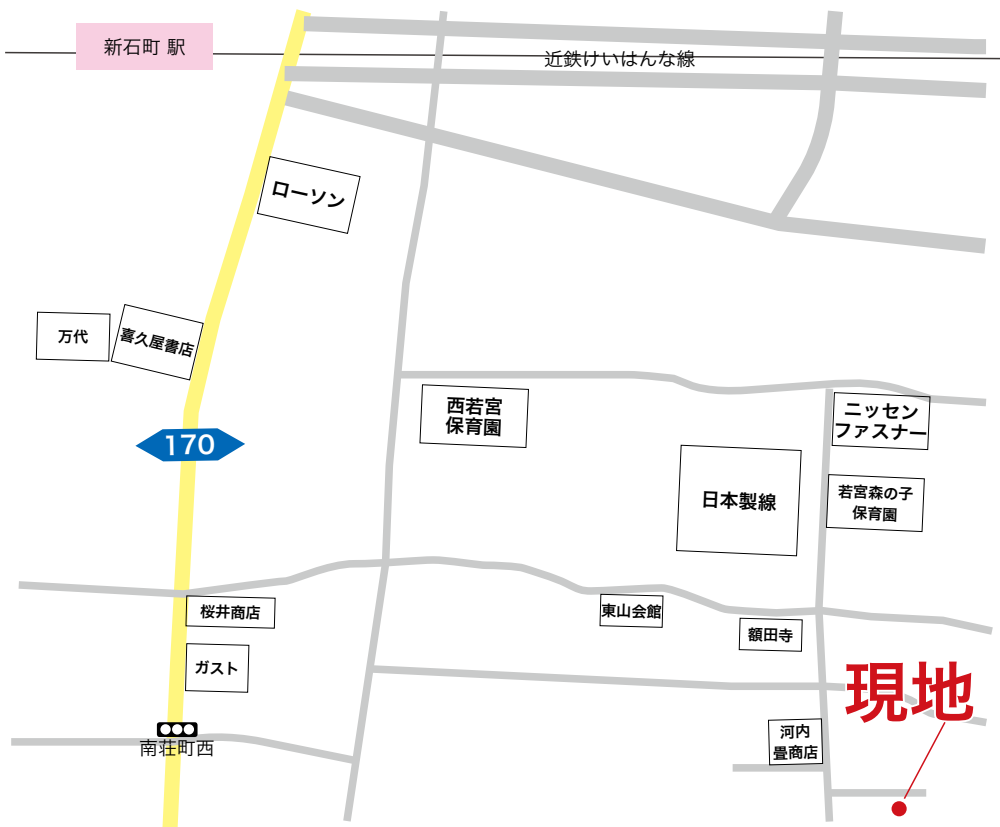 新石町 駅
近鉄けいはんな線
ローソン
万代
喜久屋書店
西若宮
保育園
ニッセン
ファスナー
170
日本製線
若宮森の子
保育園
桜井商店
東山会館
額田寺
ガスト
現地
南荘町西
河内
畳商店